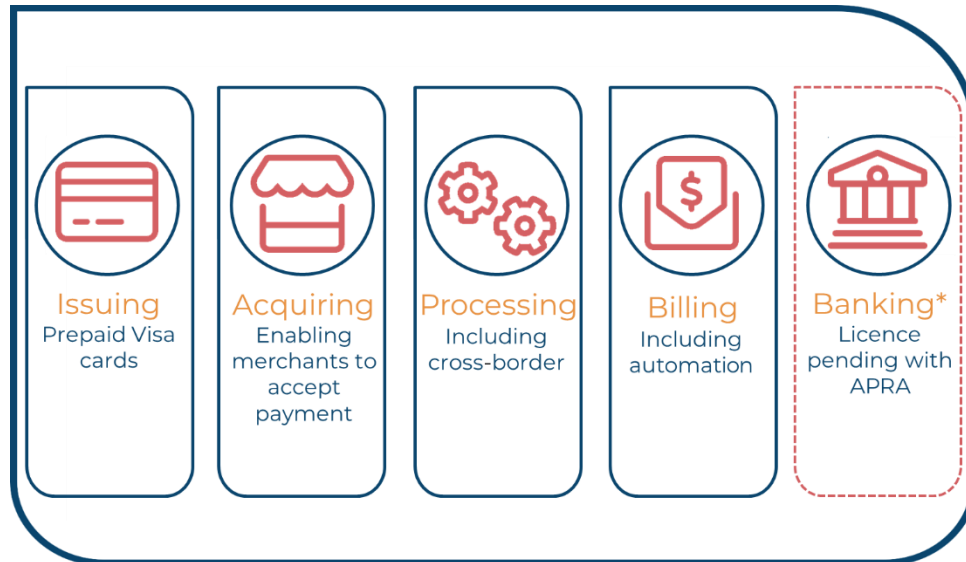 Issuing
Prepaid Visa
cards
Acquiring
Enabling
merchants to
accept
payment
Processing
Including
cross-border
$
Billing
Including
automation
Banking*
Licence
pending with
APRA